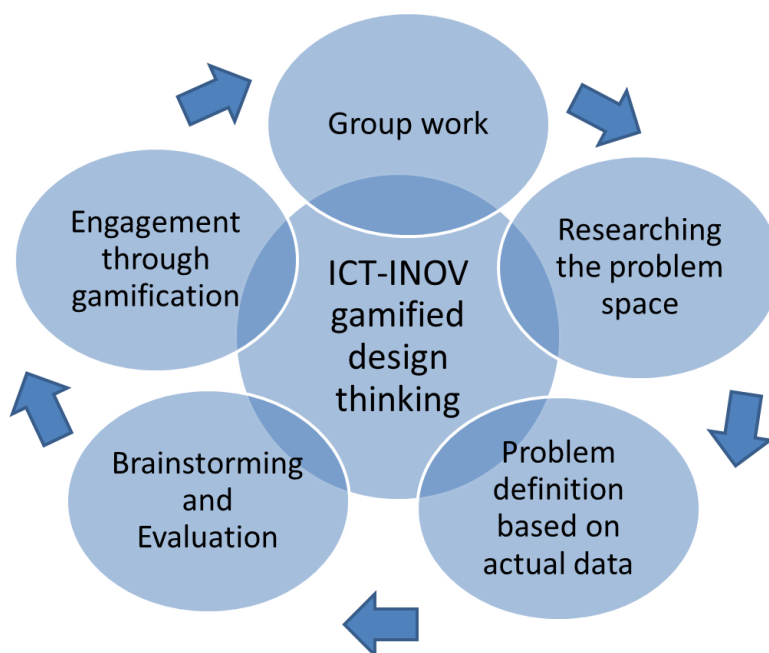 Group work
Researching
the problem
space
Problem
definition
based on
actual data
Brainstorming
and
Evaluation
Engagement
through
gamification
ICT-INOV
gamified
design
thinking